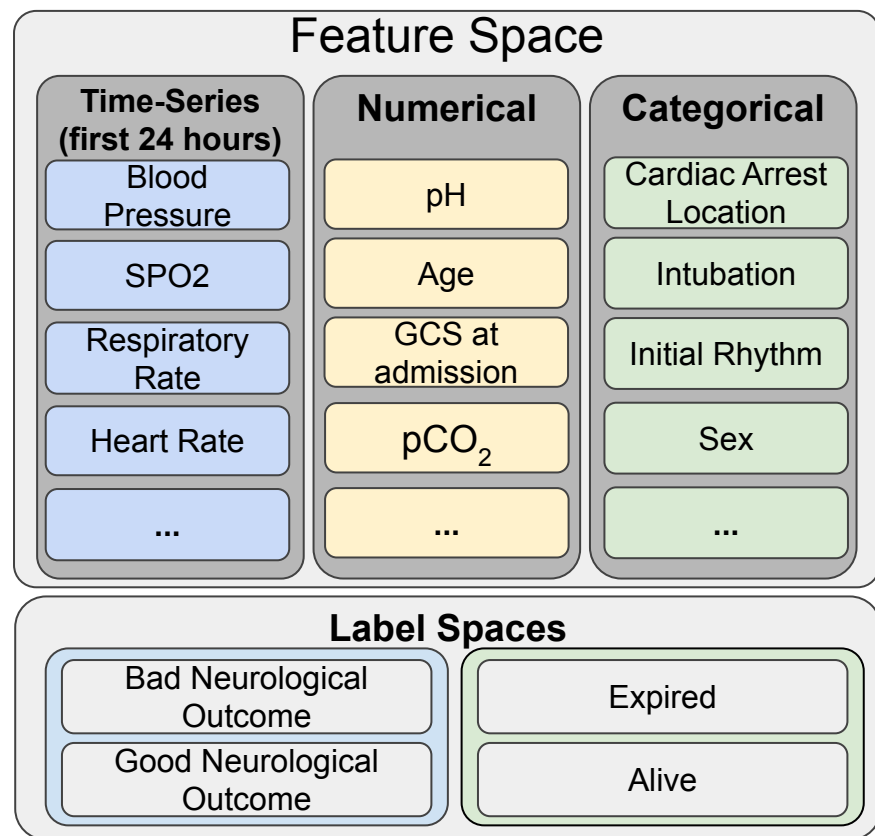 Feature Space
Time-Series
(first 24 hours)
Blood
Pressure
SPO2
Respiratory
Rate
Heart Rate
...
Numerical
pH
Age
GCS at
admission
pCO₂
...
Categorical
Cardiac Arrest
Location
Intubation
Initial Rhythm
Sex
...
Label Spaces
Bad Neurological
Outcome
Good Neurological
Outcome
Expired
Alive